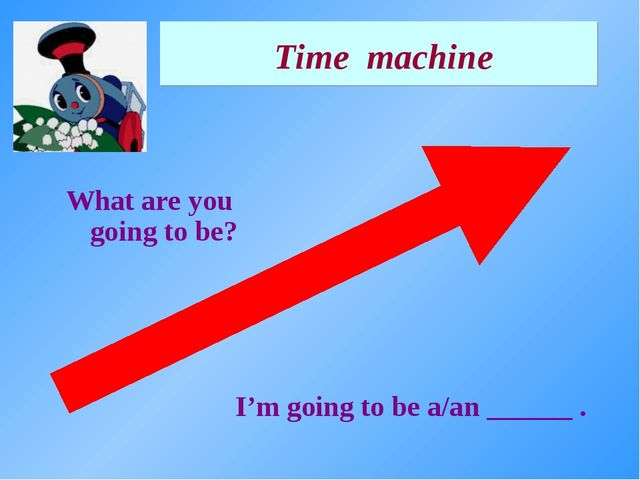 Time machine
What are you
going to be?
I’m going to be a/an ______ .